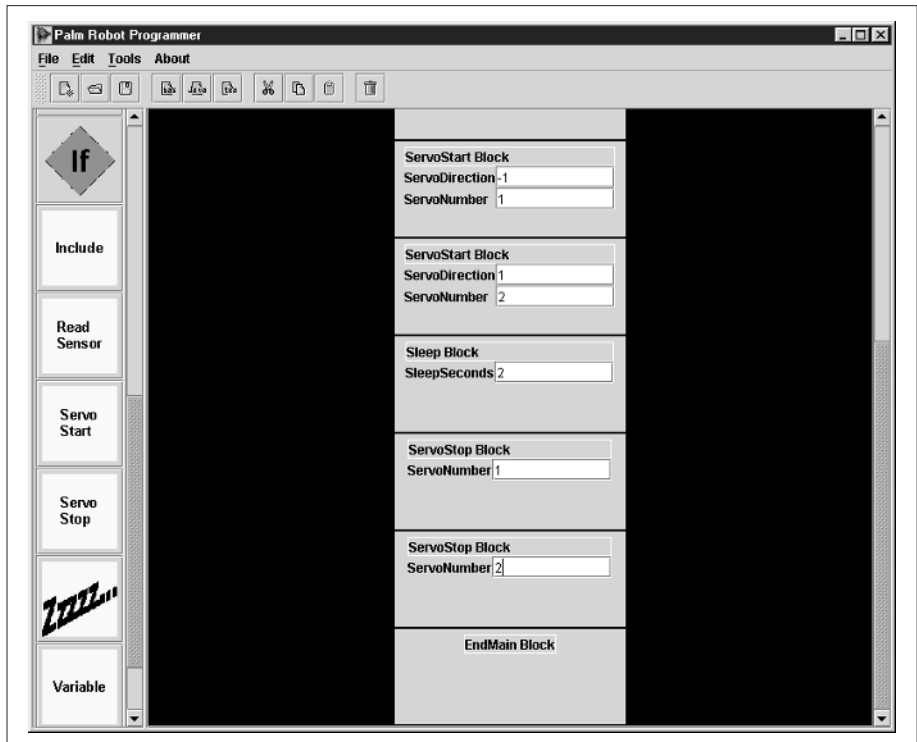 Palm Robot Programmer
File Edit Tools About
If
Include
Read
Sensor
Servo
Start
Servo
Stop
Zzzzz...
Variable
ServoStart Block
ServoDirection -1
ServoNumber 1
ServoStart Block
ServoDirection 1
ServoNumber 2
Sleep Block
SleepSeconds 2
ServoStop Block
ServoNumber 1
ServoStop Block
ServoNumber 2
EndMain Block